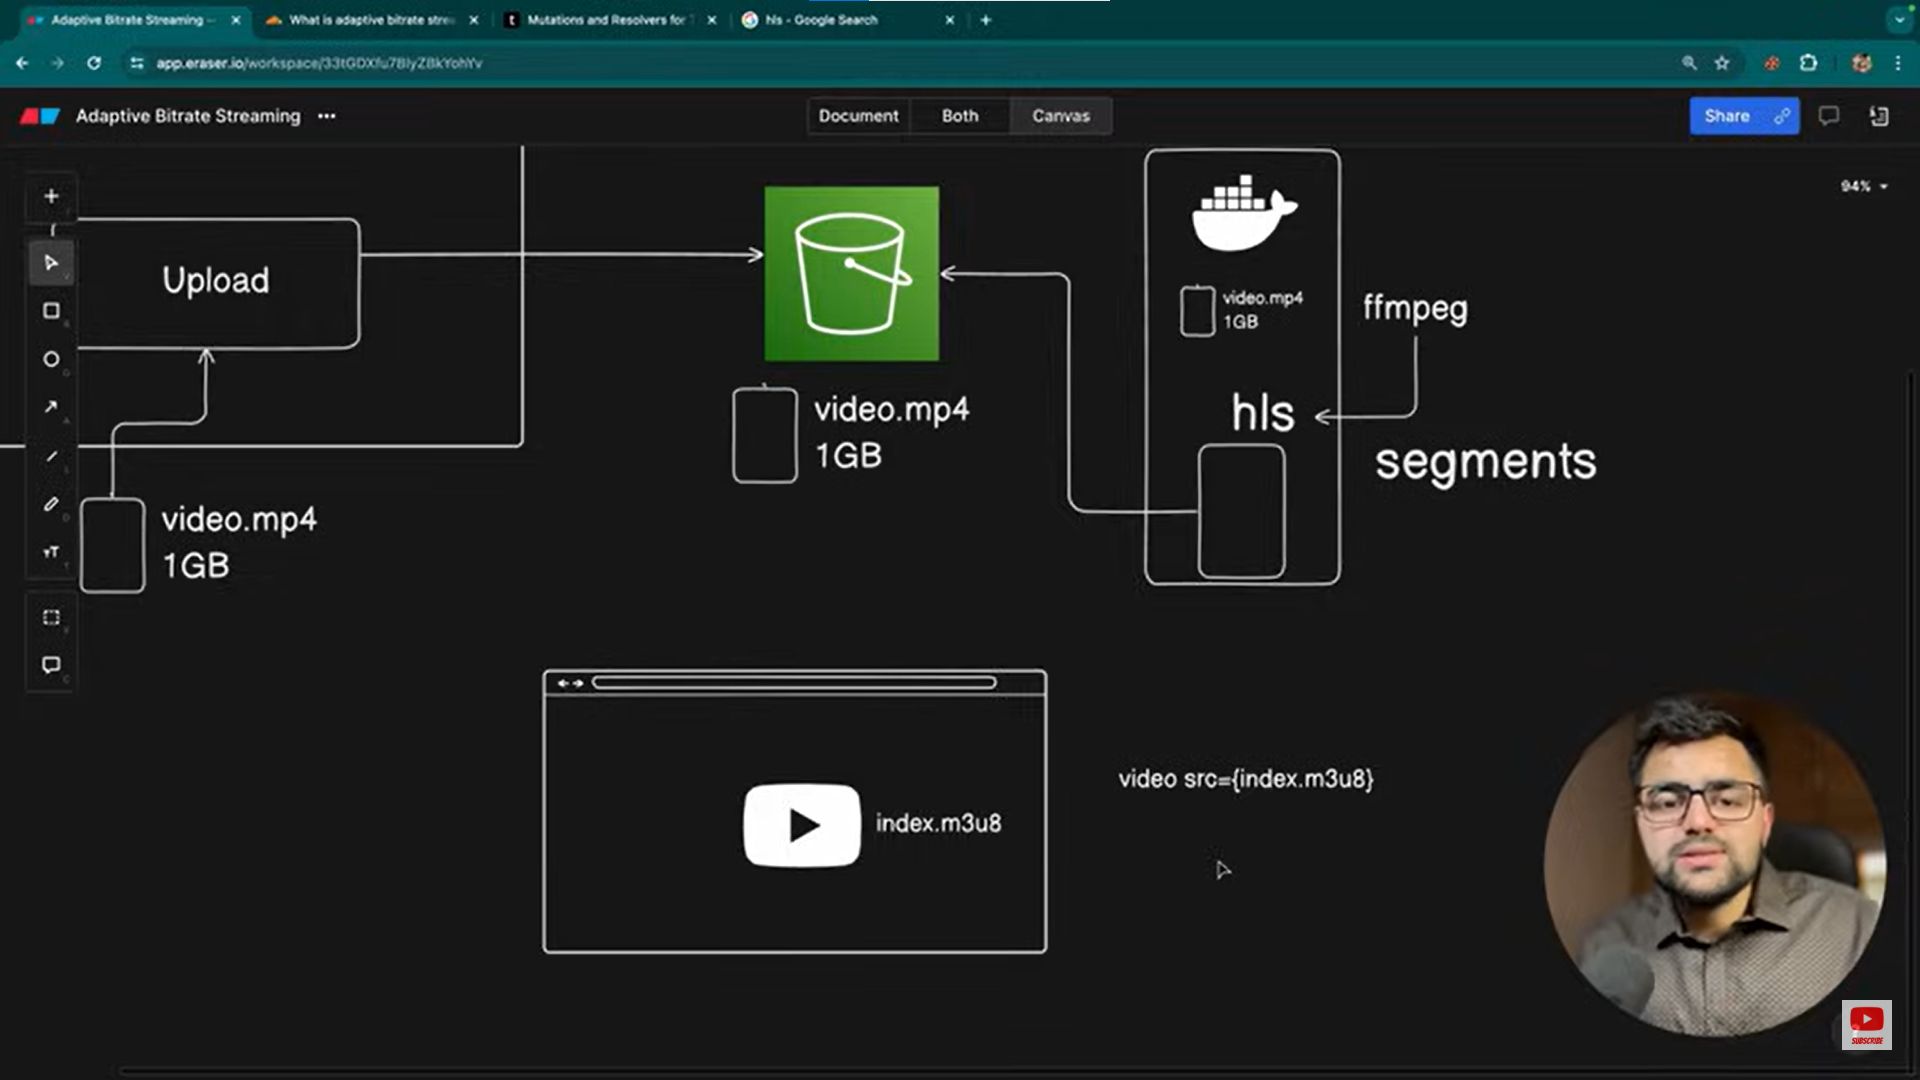 Adaptive Bitrate Streaming –
What is adaptive bitrate stre
Mutations and Resolvers for
hls - Google Search
app.eraser.io/workspace/33tGDXfu7BIyZBkYohYv
Adaptive Bitrate Streaming
Document
Both
Canvas
Share
94%
Upload
video.mp4
1GB
ffmpeg
hls
video.mp4
1GB
segments
video.mp4
1GB
index.m3u8
video src={index.m3u8}
SUBSCRIBE